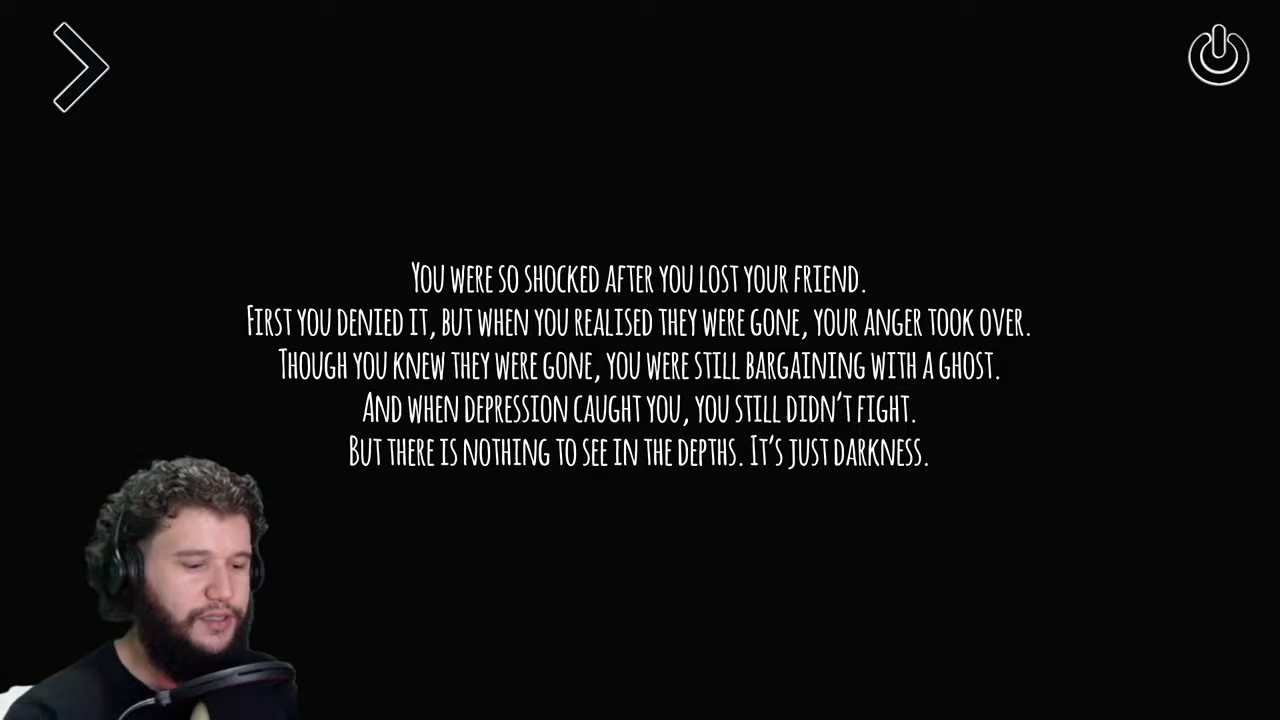 You were so shocked after you lost your friend.
First you denied it, but when you realised they were gone, your anger took over.
Though you knew they were gone, you were still bargaining with a ghost.
And when depression caught you, you still didn't fight.
But there is nothing to see in the depths. It's just darkness.